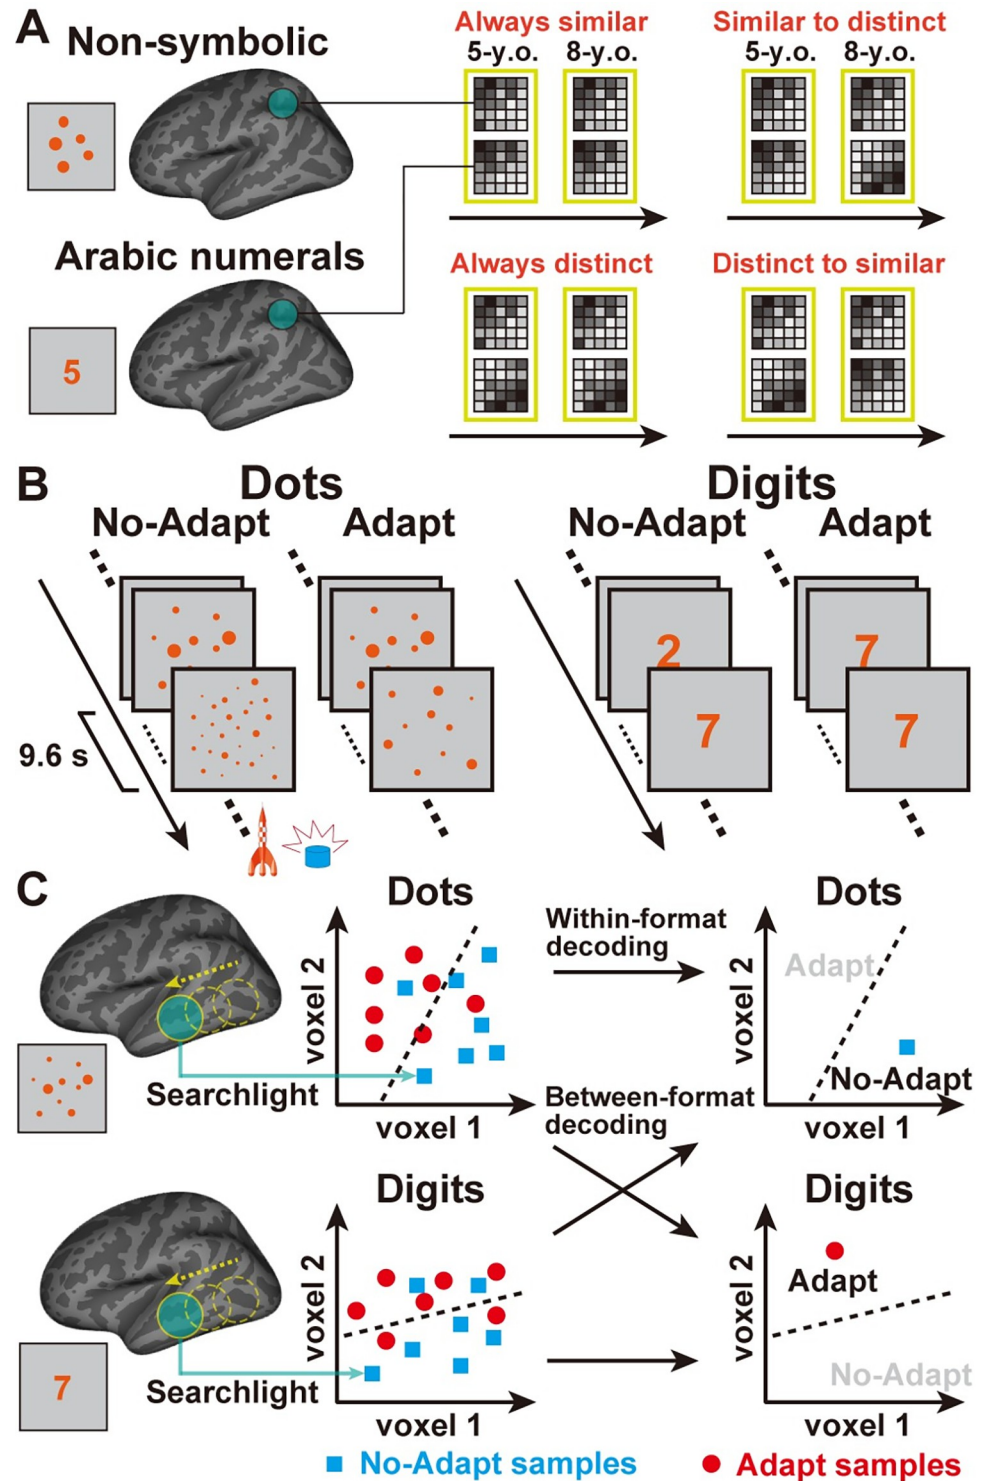 A
Non-symbolic
Always similar
5-y.o. 8-y.o.
Similar to distinct
5-y.o. 8-y.o.
Arabic numerals
5
Always distinct
Distinct to similar
B
Dots
No-Adapt Adapt
Digits
No-Adapt Adapt
2
7
7
7
9.6 s
C
Dots
voxel 2
voxel 1
Searchlight
Within-format
decoding
Between-format
decoding
Dots
Adapt
No-Adapt
voxel 2
voxel 1
7
Searchlight
Digits
voxel 2
voxel 1
Digits
Adapt
No-Adapt
voxel 2
voxel 1
No-Adapt samples
Adapt samples